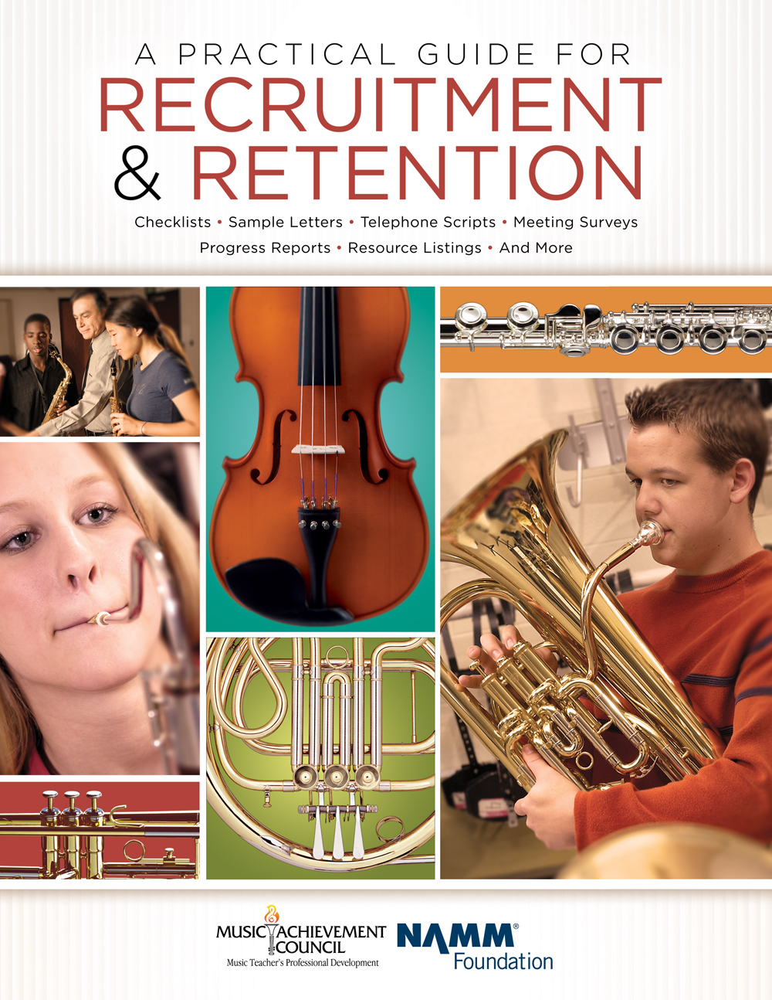 A PRACTICAL GUIDE FOR
RECRUITMENT
& RETENTION
Checklists • Sample Letters • Telephone Scripts • Meeting Surveys
Progress Reports • Resource Listings • And More
MUSIC ACHIEVEMENT
COUNCIL
Music Teacher's Professional Development
NAMM®
Foundation